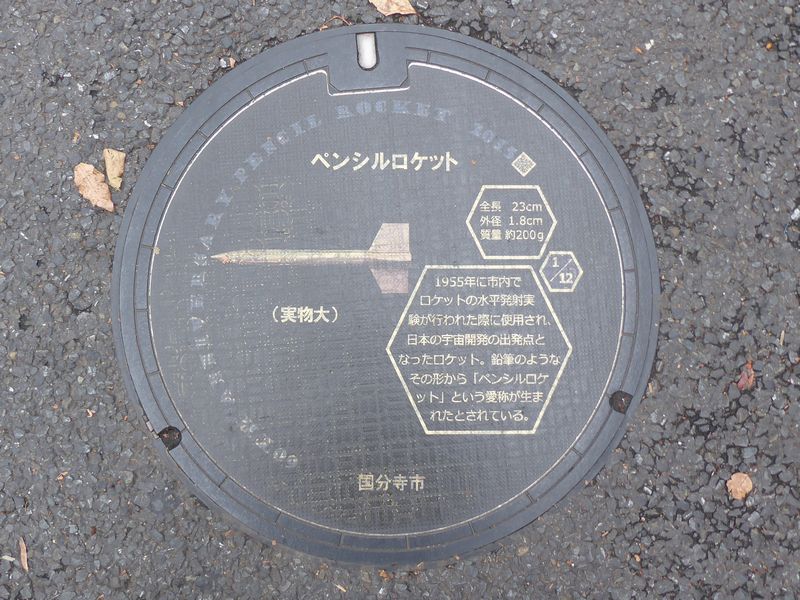 ANNIVERSARY PENCIL ROCKET 2015
ペンシルロケット
全長 23cm
外径 1.8cm
質量 約200g
1/12
(実物大)
1955年に市内で
ロケットの水平発射実
験が行われた際に使用され、
日本の宇宙開発の出発点と
なったロケット。鉛筆のような
その形から「ペンシルロケ
ット」という愛称が生ま
れたとされている。
国分寺市